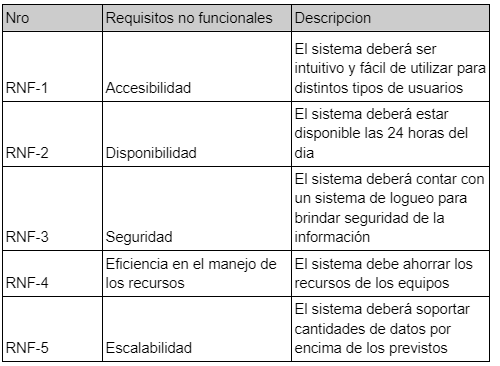 Nro Requisitos no funcionales Descripcion
RNF-1 Accesibilidad El sistema deberá ser
intuitivo y fácil de utilizar para
distintos tipos de usuarios
RNF-2 Disponibilidad El sistema deberá estar
disponible las 24 horas del
dia
RNF-3 Seguridad El sistema deberá contar con
un sistema de logueo para
brindar seguridad de la
información
RNF-4 Eficiencia en el manejo de
los recursos El sistema debe ahorrar los
recursos de los equipos
RNF-5 Escalabilidad El sistema deberá soportar
cantidades de datos por
encima de los previstos